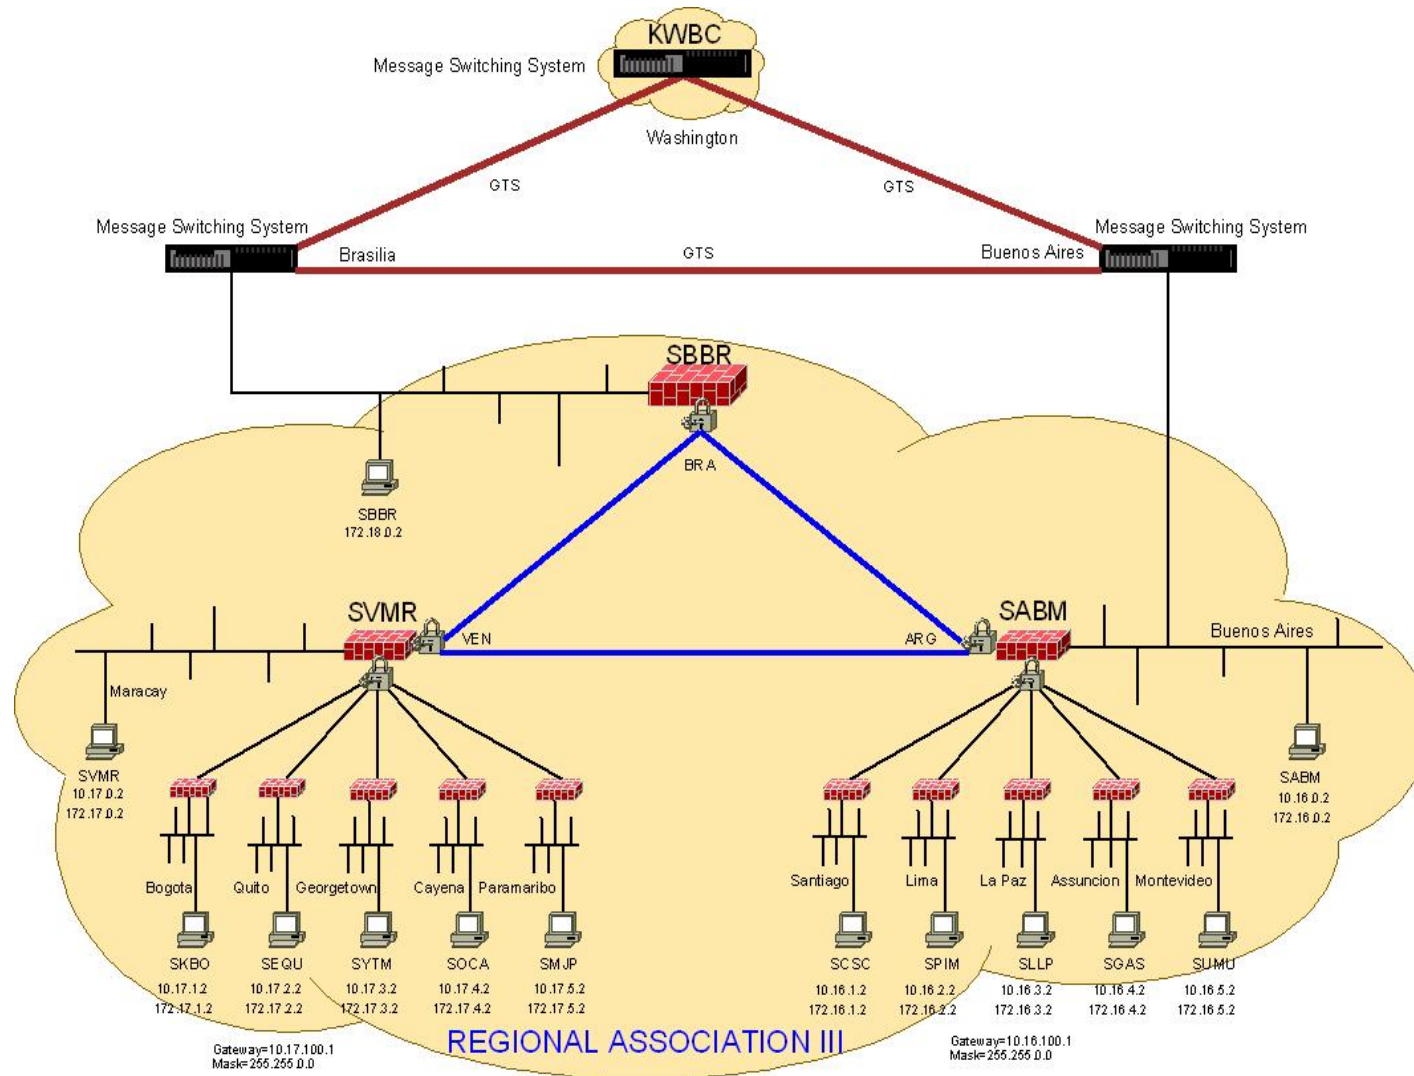 KWBC
Message Switching System
Washington
GTS
GTS
Message Switching System
Message Switching System
Brasilia
GTS
Buenos Aires
SBBR
BRA
SBBR
172.18.0.2
SVMR
SABM
VEN
ARG
Buenos Aires
Maracay
SVMR
10.17.0.2
172.17.0.2
SABM
10.16.0.2
172.16.0.2
Bogota
Quito
Georgetown
Cayena
Paramaribo
Santiago
Lima
La Paz
Assuncion
Montevideo
SKBO
10.17.1.2
172.17.1.2
SEQU
10.17.2.2
172.17.2.2
SYTM
10.17.3.2
172.17.3.2
SOCA
10.17.4.2
172.17.4.2
SMJP
10.17.5.2
172.17.5.2
SCSC
10.16.1.2
172.16.1.2
SPIM
10.16.2.2
172.16.2.2
SLLP
10.16.3.2
172.16.3.2
SGAS
10.16.4.2
172.16.4.2
SUMU
10.16.5.2
172.16.5.2
Gateway=10.17.100.1
Mask=255.255.0.0
REGIONAL ASSOCIATION III
Gateway=10.16.100.1
Mask=255.255.0.0